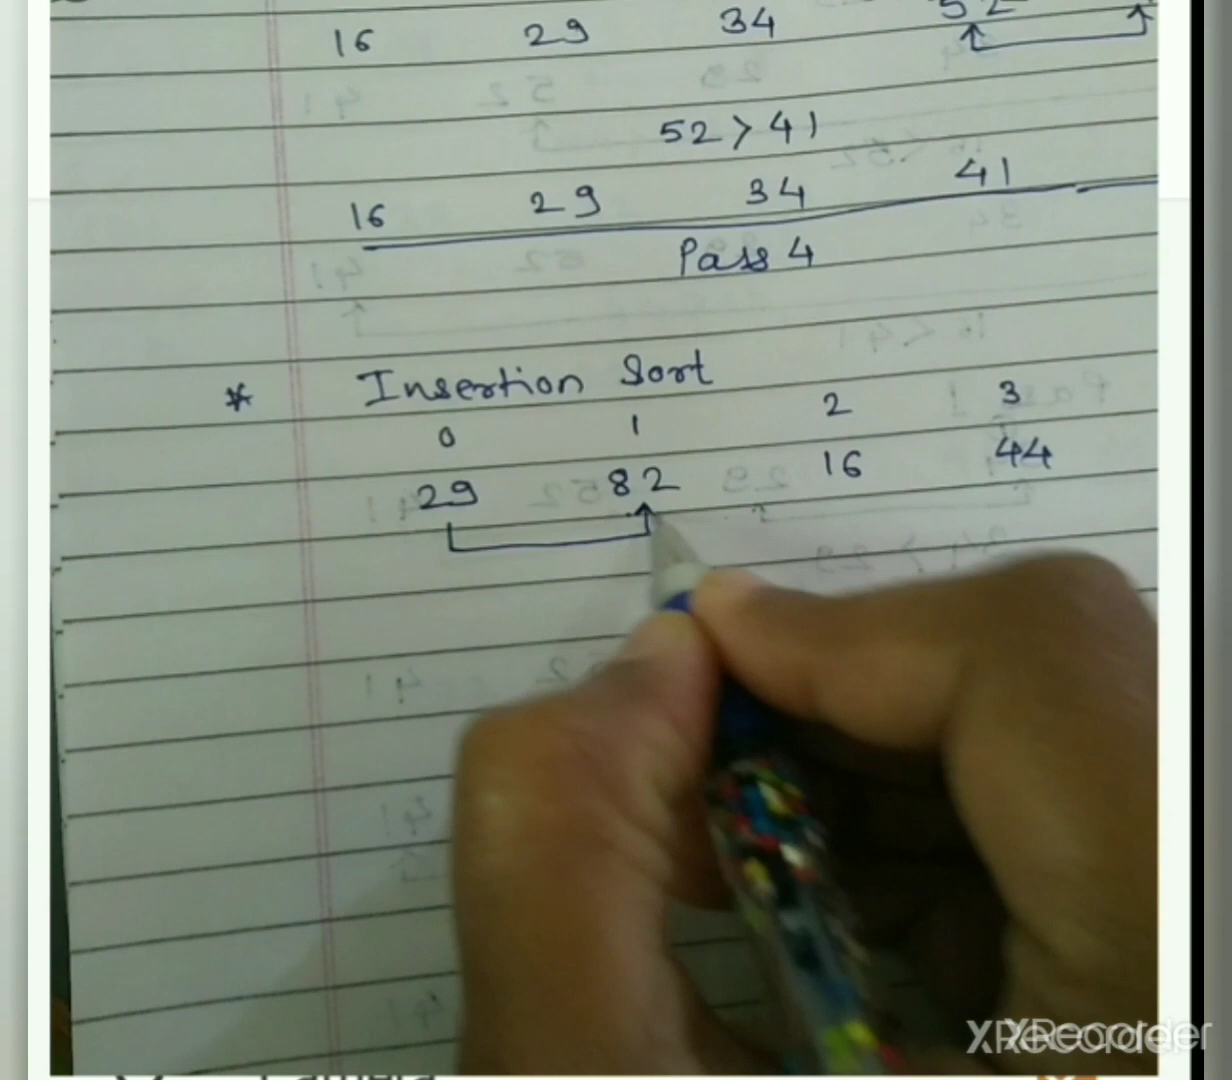 16 29 34 52
52 > 41
16 29 34 41
Pass 4
* Insertion Sort
0 1 2 3
29 82 16 44
XRecorder